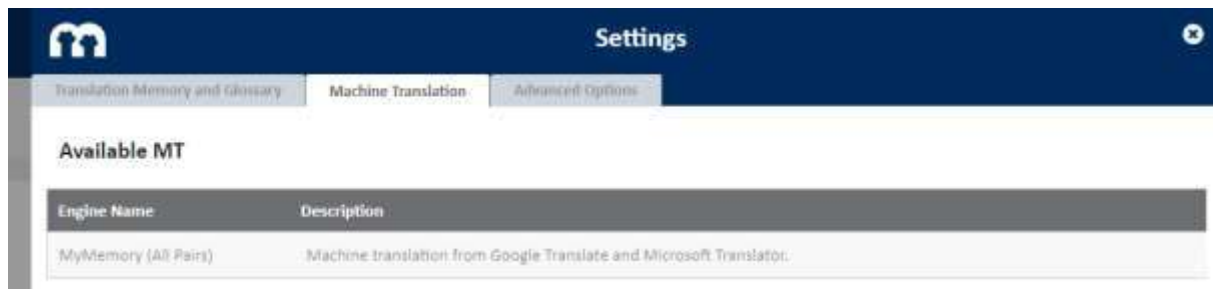 Settings
Translation Memory and Glossary Machine Translation Advanced Options
Available MT
Engine Name Description
MyMemory (All Pairs) Machine translation from Google Translate and Microsoft Translator.